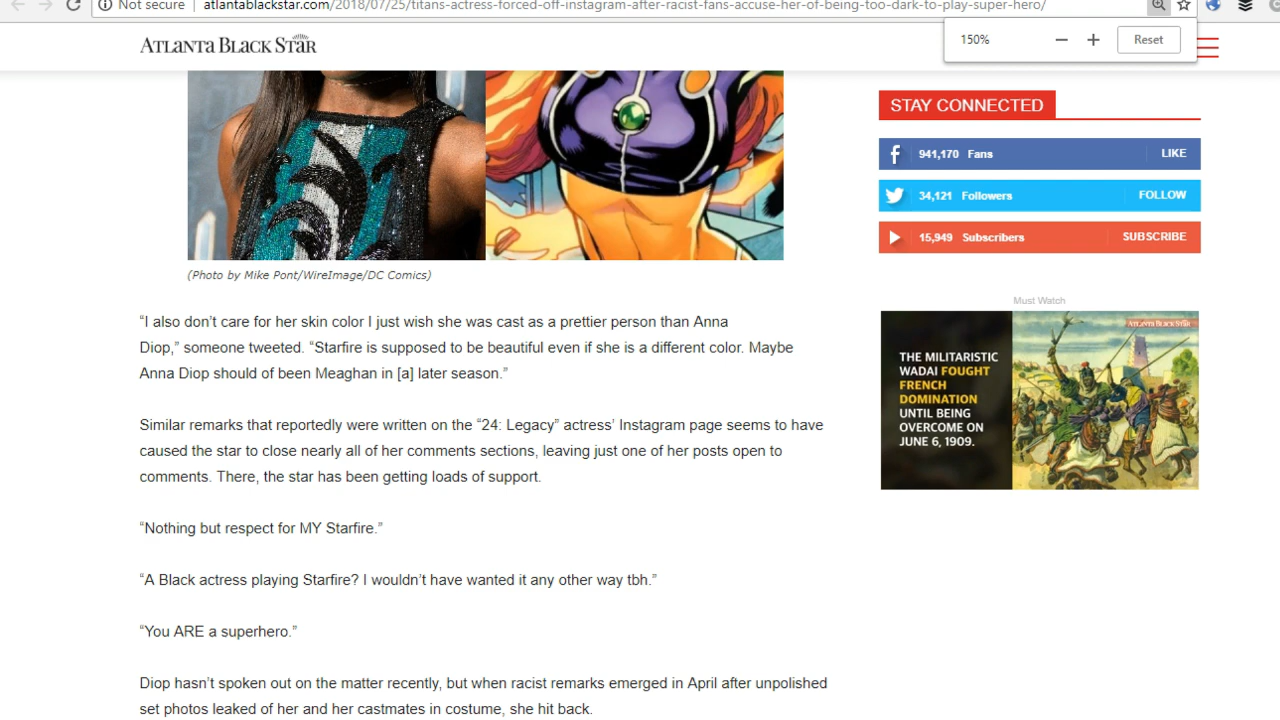 Not secure
atlantablackstar.com/2018/07/25/titans-actress-forced-off-instagram-after-racist-fans-accuse-her-of-being-too-dark-to-play-super-hero/
ATLANTA BLACK STAR
150%
Reset
(Photo by Mike Pont/WireImage/DC Comics)
“I also don’t care for her skin color I just wish she was cast as a prettier person than Anna
Diop,” someone tweeted. “Starfire is supposed to be beautiful even if she is a different color. Maybe
Anna Diop should of been Meaghan in [a] later season.”
Similar remarks that reportedly were written on the “24: Legacy” actress’ Instagram page seems to have
caused the star to close nearly all of her comments sections, leaving just one of her posts open to
comments. There, the star has been getting loads of support.
“Nothing but respect for MY Starfire.”
“A Black actress playing Starfire? I wouldn’t have wanted it any other way tbh.”
“You ARE a superhero.”
Diop hasn’t spoken out on the matter recently, but when racist remarks emerged in April after unpolished
set photos leaked of her and her castmates in costume, she hit back.
STAY CONNECTED
941,170 Fans LIKE
34,121 Followers FOLLOW
15,949 Subscribers SUBSCRIBE
Must Watch
ATLANTA BLACK STAR
THE MILITARISTIC
WADAI FOUGHT
FRENCH
DOMINATION
UNTIL BEING
OVERCOME ON
JUNE 6, 1909.